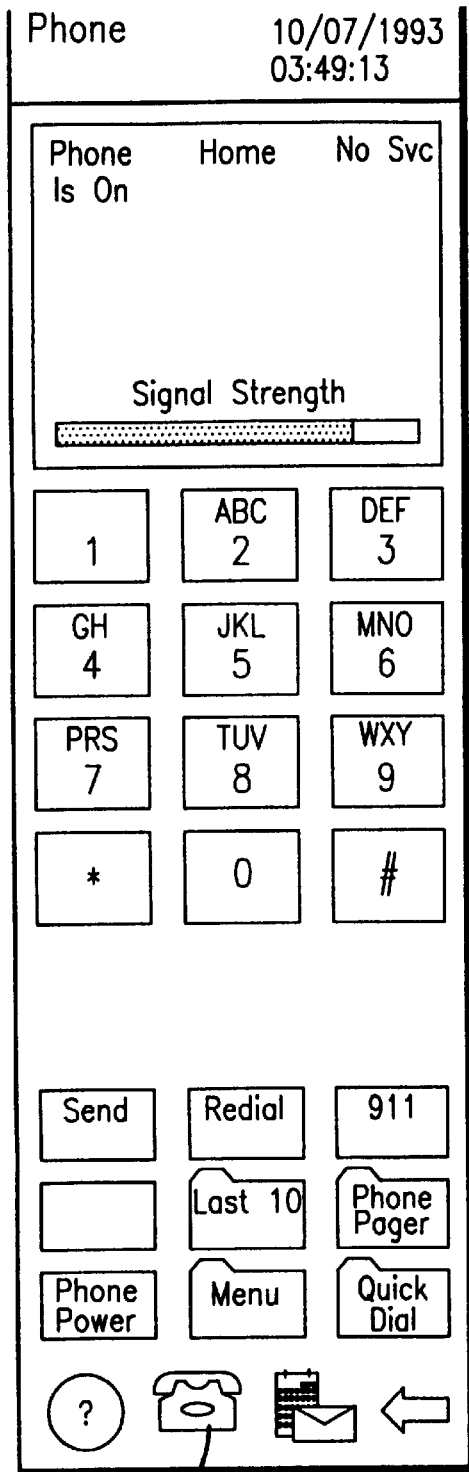 Phone 10/07/1993
03:49:13
Phone Home No Svc
Is On
Signal Strength
ABC DEF
1 2 3
GH JKL MNO
4 5 6
PRS TUV WXY
7 8 9
* 0 #
Send Redial 911
Last 10 Phone
Pager
Phone Menu Quick
Power Dial
?